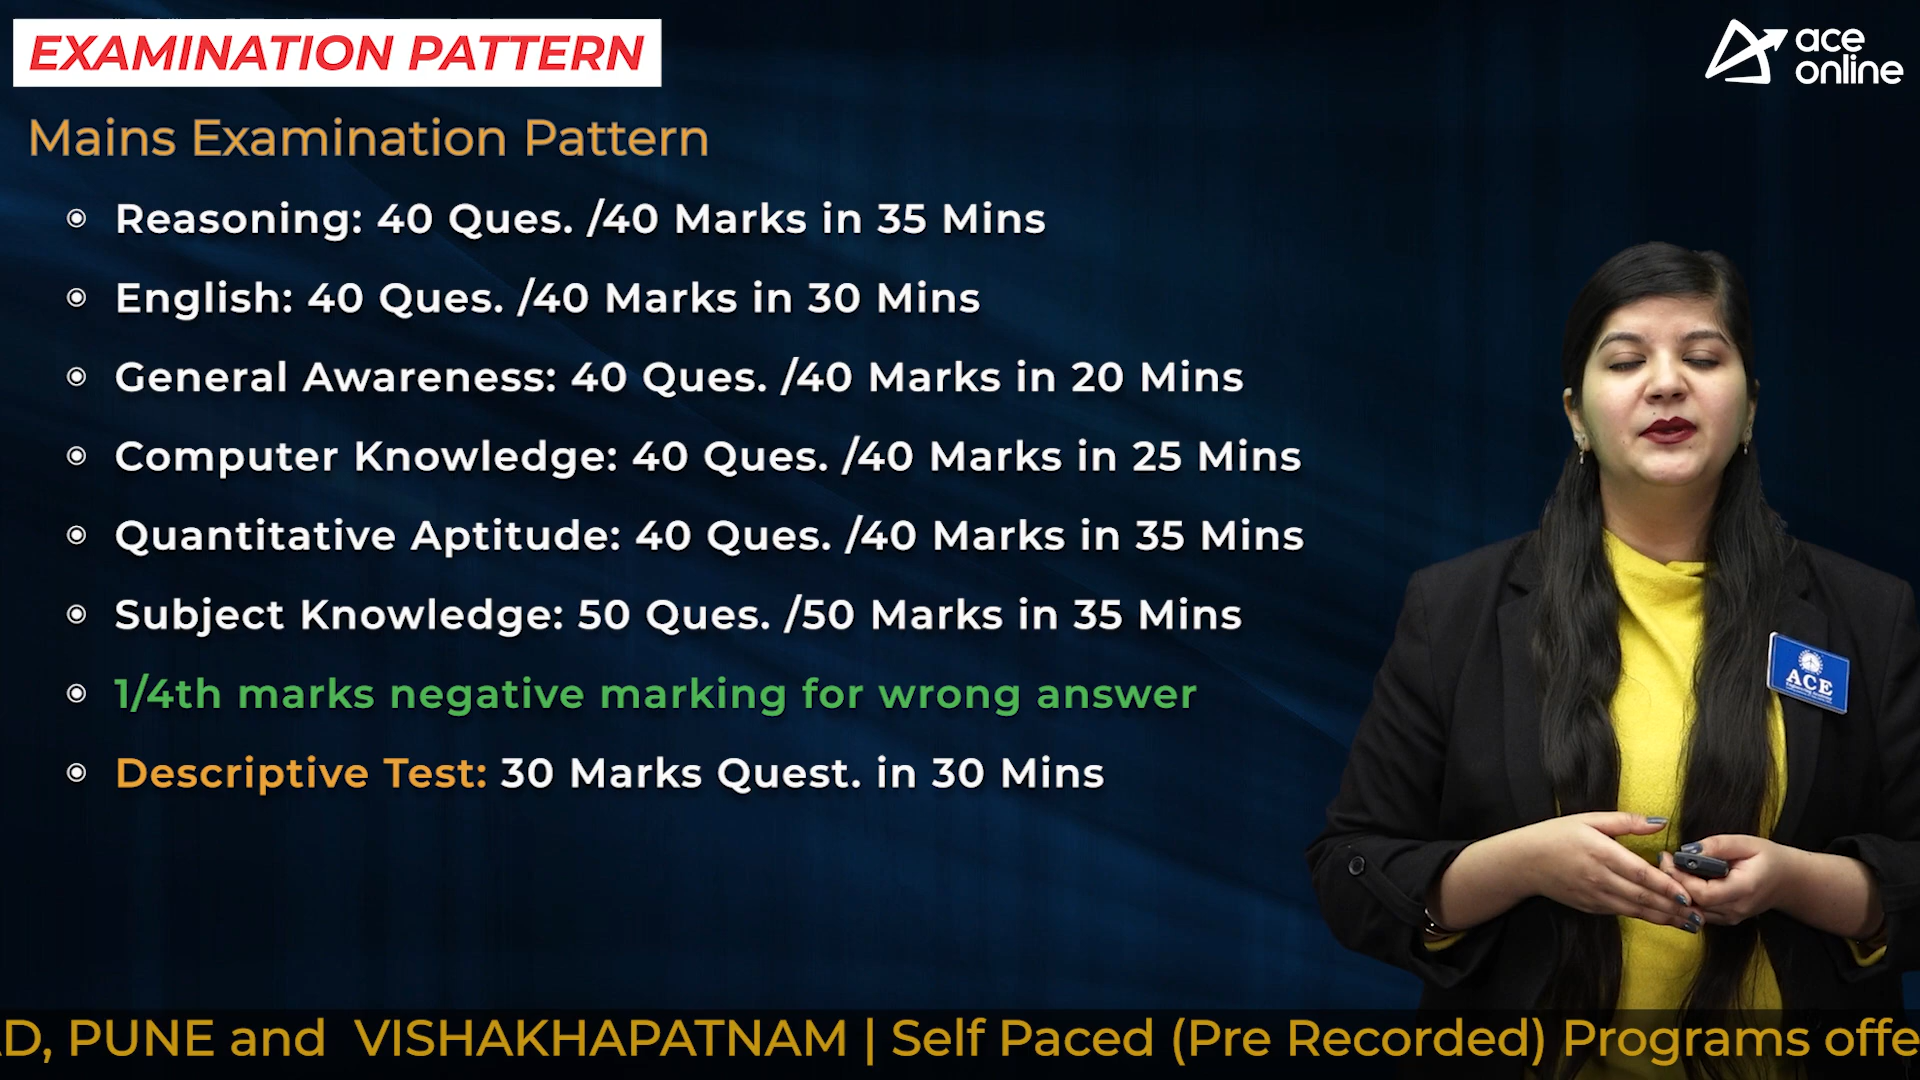 EXAMINATION PATTERN
ace
online
Mains Examination Pattern
Reasoning: 40 Ques. /40 Marks in 35 Mins
English: 40 Ques. /40 Marks in 30 Mins
General Awareness: 40 Ques. /40 Marks in 20 Mins
Computer Knowledge: 40 Ques. /40 Marks in 25 Mins
Quantitative Aptitude: 40 Ques. /40 Marks in 35 Mins
Subject Knowledge: 50 Ques. /50 Marks in 35 Mins
1/4th marks negative marking for wrong answer
Descriptive Test: 30 Marks Quest. in 30 Mins
ACE
D, PUNE and VISHAKHAPATNAM | Self Paced (Pre Recorded) Programs offe